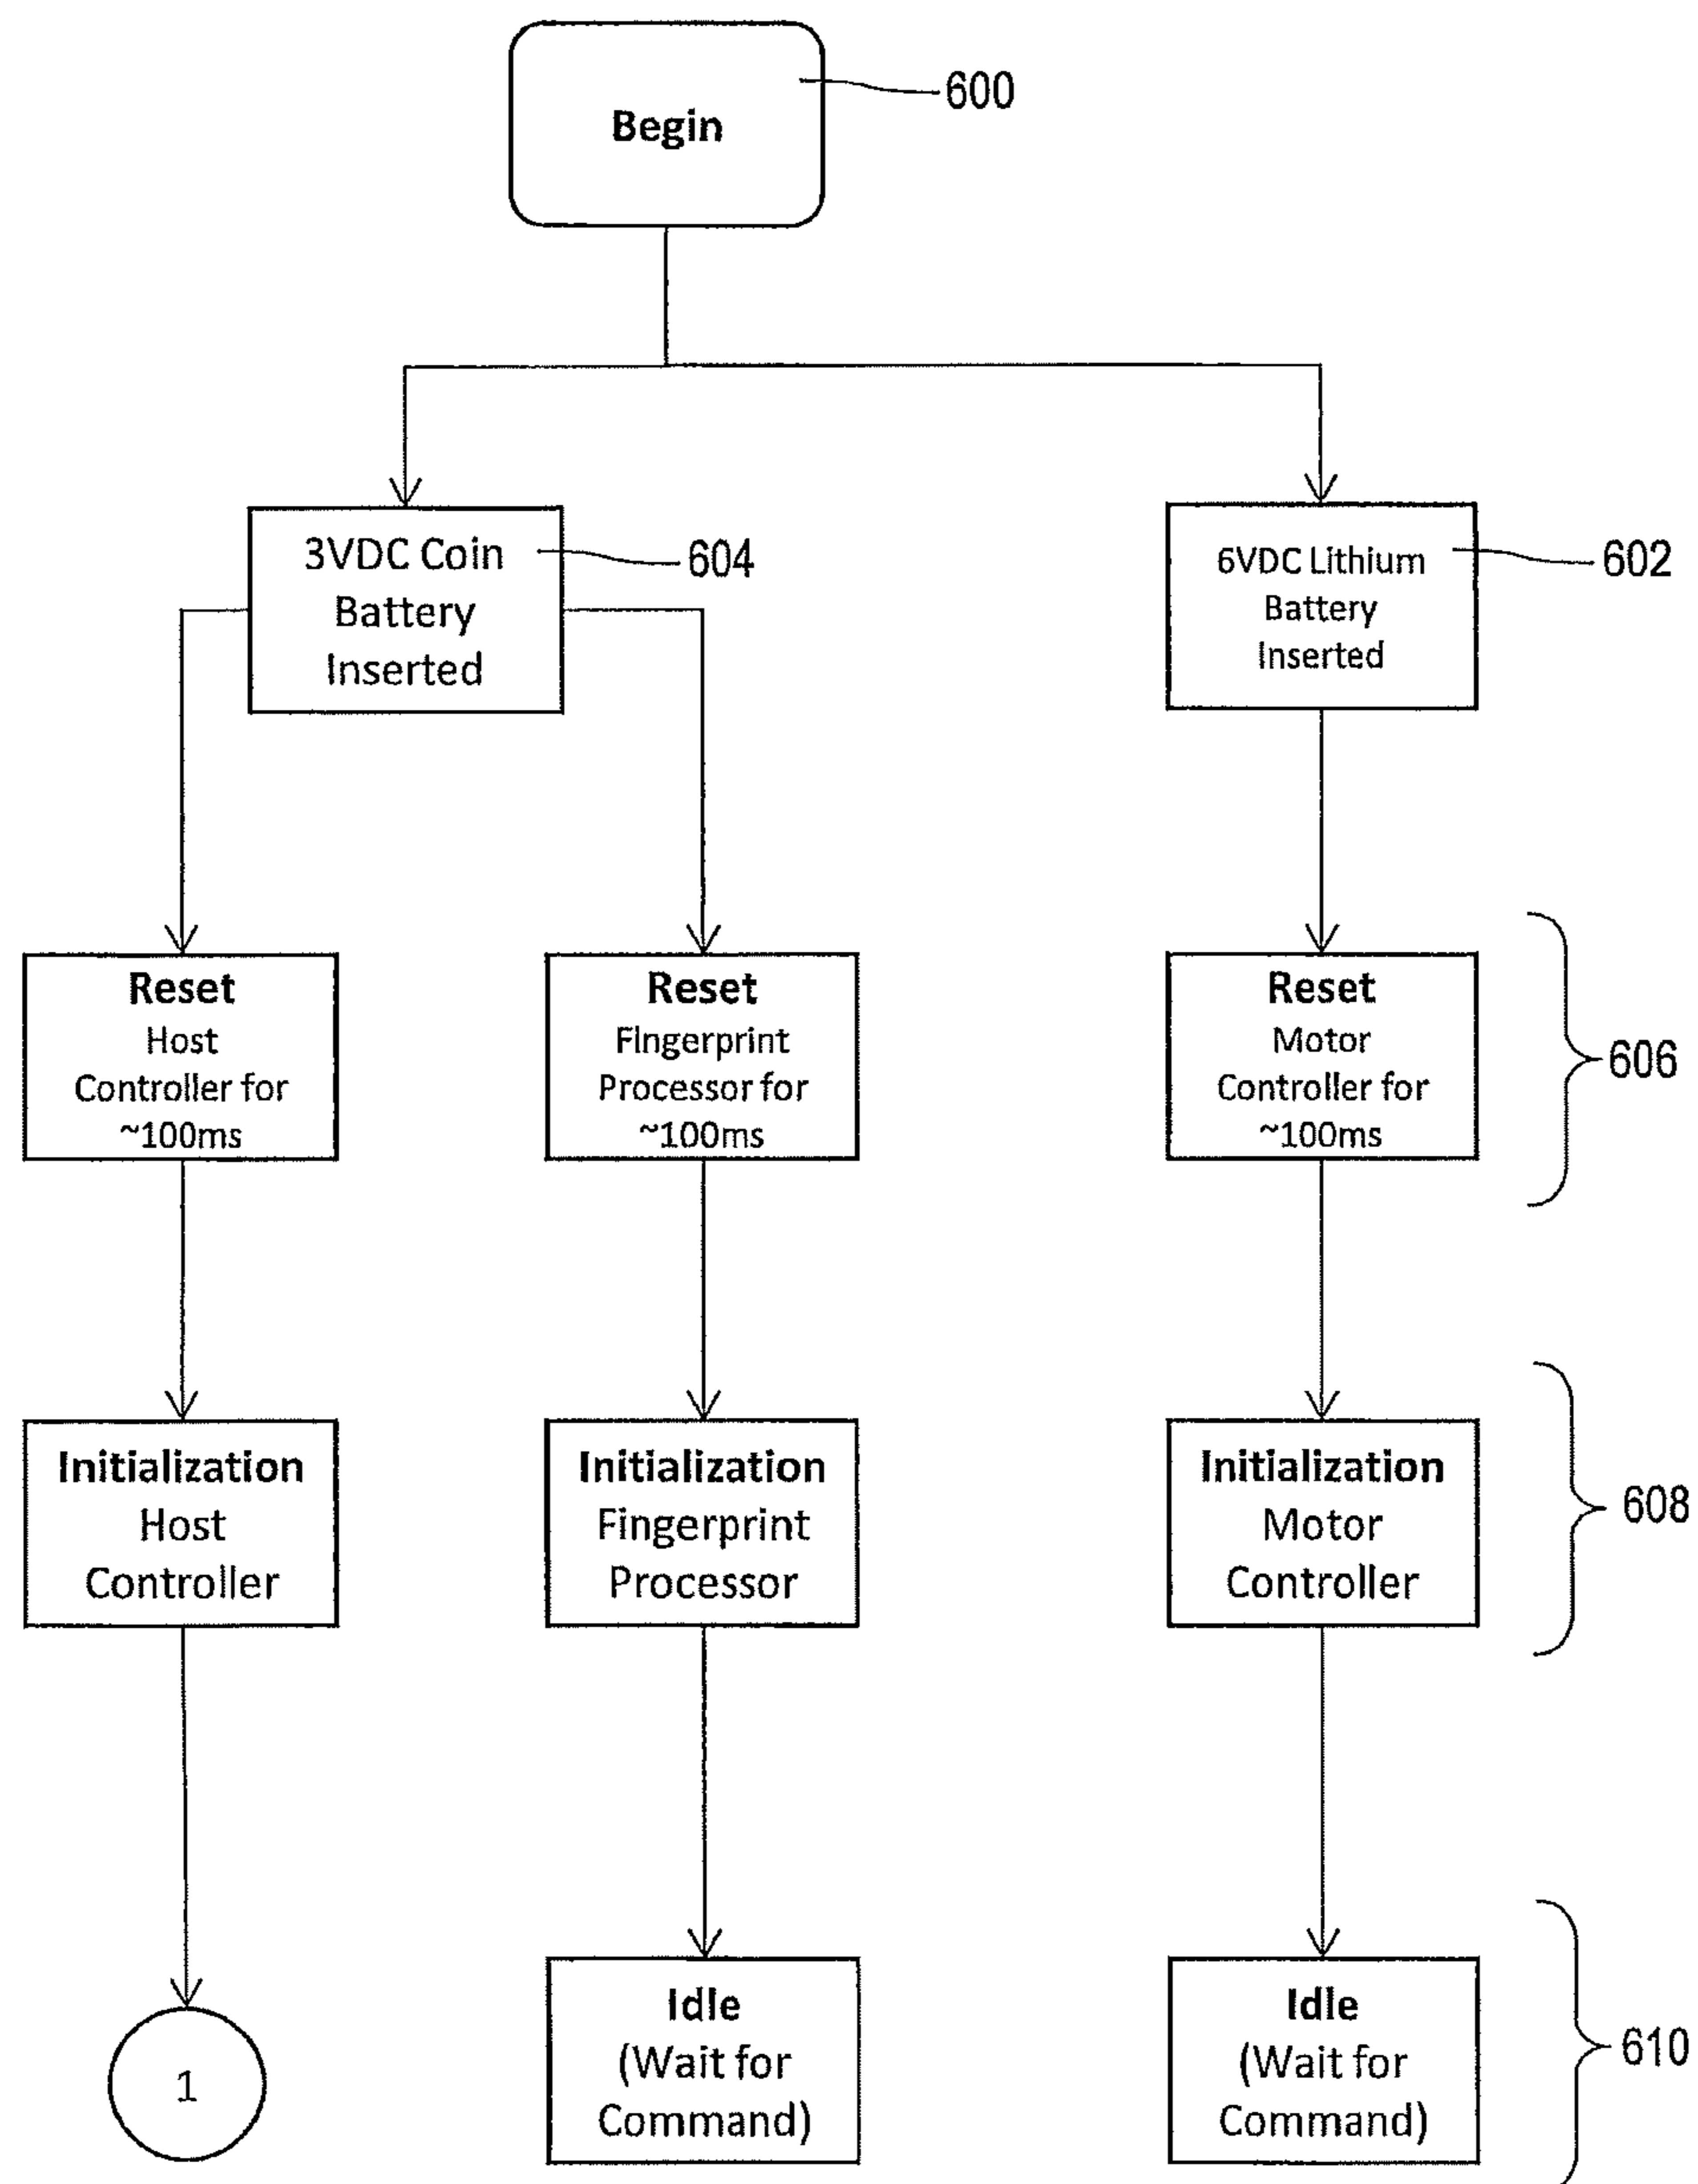 Begin
600
3VDC Coin
Battery
Inserted
604
6VDC Lithium
Battery
Inserted
602
Reset
Host
Controller for
~100ms
Reset
Fingerprint
Processor for
~100ms
Reset
Motor
Controller for
~100ms
606
Initialization
Host
Controller
Initialization
Fingerprint
Processor
Initialization
Motor
Controller
608
1
Idle
(Wait for
Command)
Idle
(Wait for
Command)
610